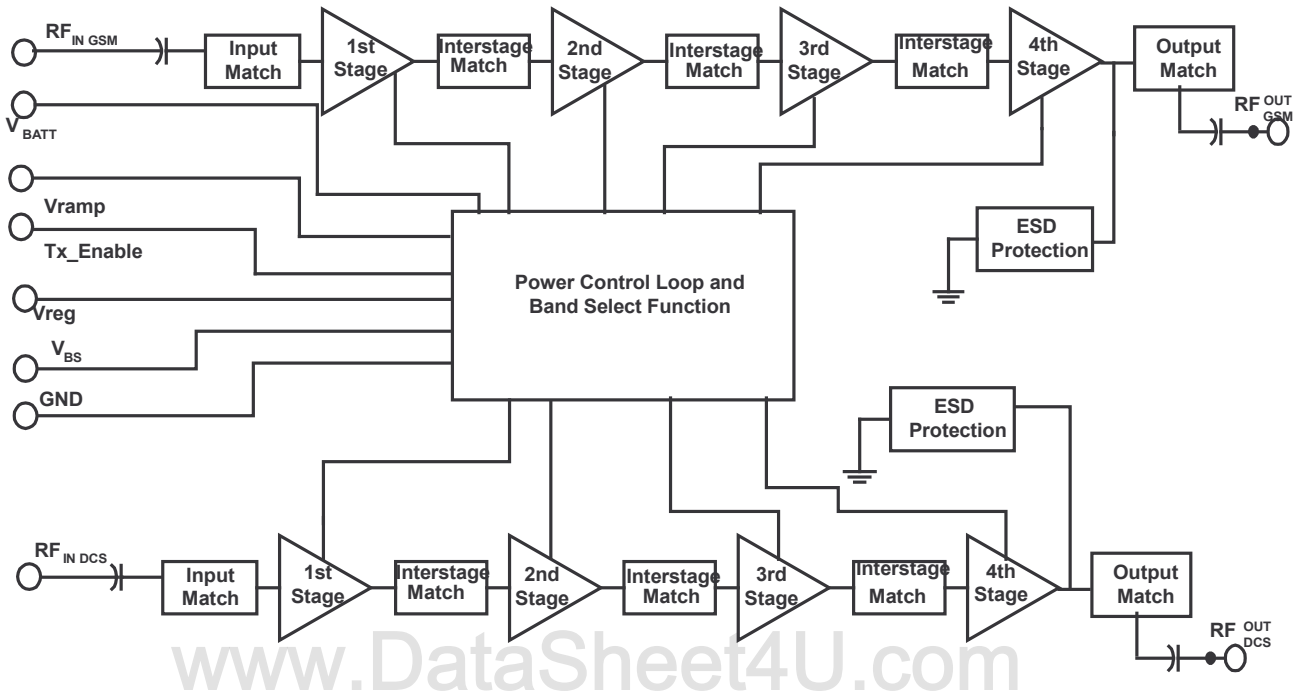 RF IN GSM
Input Match
1st Stage
Interstage Match
2nd Stage
Interstage Match
3rd Stage
Interstage Match
4th Stage
Output Match
RF OUT GSM
V BATT
Vramp
Tx_Enable
Vreg
V BS
GND
Power Control Loop and
Band Select Function
ESD
Protection
ESD
Protection
RF IN DCS
Input Match
1st Stage
Interstage Match
2nd Stage
Interstage Match
3rd Stage
Interstage Match
4th Stage
Output Match
RF OUT DCS
www.DataSheet4U.com